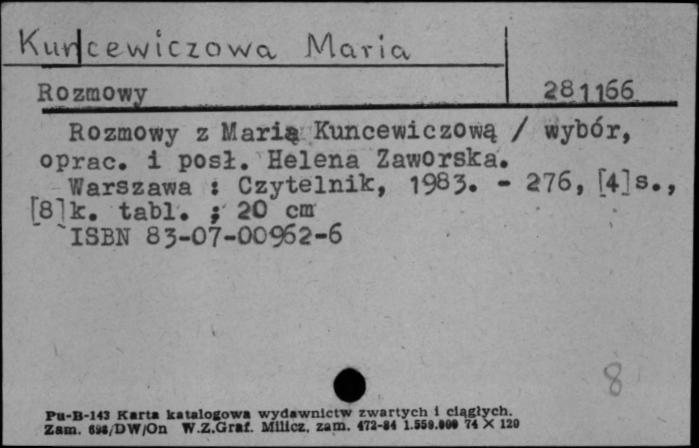 Kuncewiczowa Maria
Rozmowy 281166
Rozmowy z Marią Kuncewiczową / wybór,
oprac. i posł. Helena Zaworska.
Warszawa : Czytelnik, 1983. - 276, [4]s.,
[8]k. tabl. ; 20 cm
ISBN 83-07-00962-6
8
Pu-B-143 Karta katalogowa wydawnictw zwartych i ciągłych.
Zam. 698/DW/On W.Z.Graf. Milicz, zam. 472-84 1.550.000 74 X 120